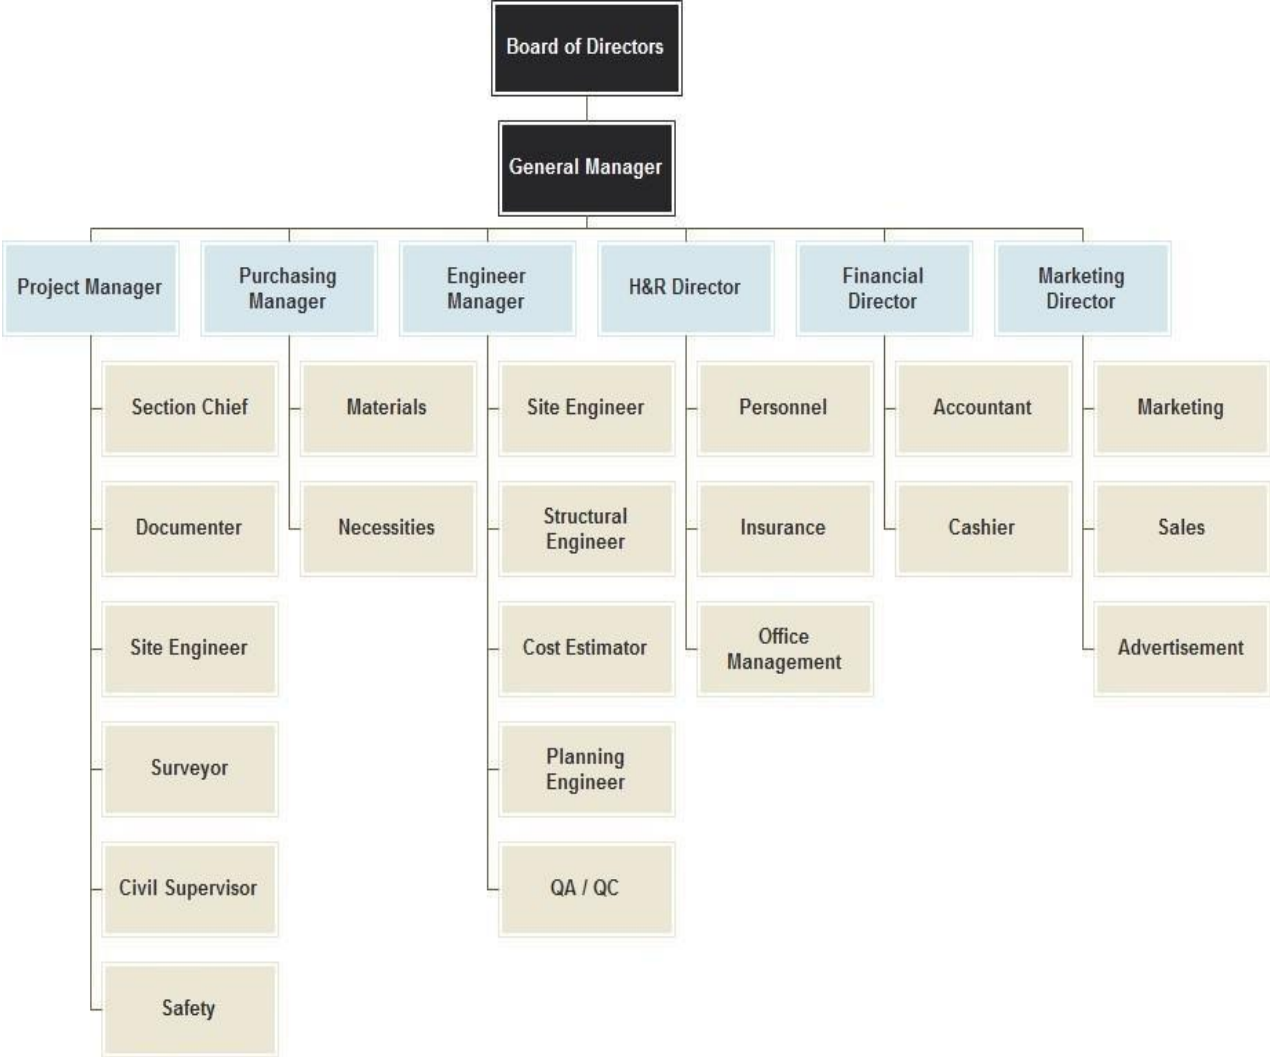 Board of Directors
General Manager
Project Manager
Purchasing
Manager
Engineer
Manager
H&R Director
Financial
Director
Marketing
Director
Section Chief
Materials
Site Engineer
Personnel
Accountant
Marketing
Documenter
Necessities
Structural
Engineer
Insurance
Cashier
Sales
Site Engineer
Cost Estimator
Office
Management
Advertisement
Surveyor
Planning
Engineer
Civil Supervisor
QA / QC
Safety